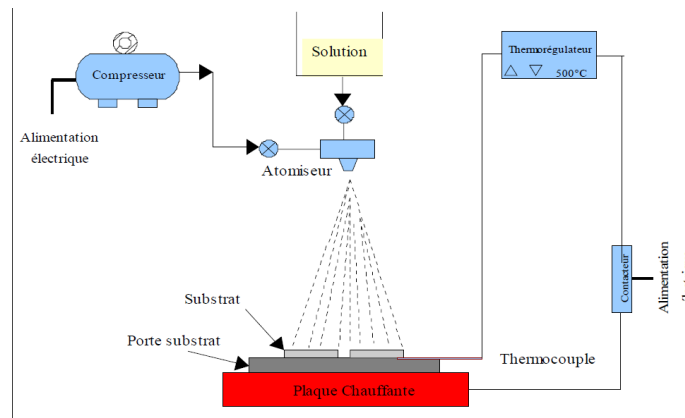 Solution
Thermorégulateur
500°C
Compresseur
Alimentation
électrique
Atomiseur
Contacteur
Alimentation
Substrat
Porte substrat
Thermocouple
Plaque Chauffante